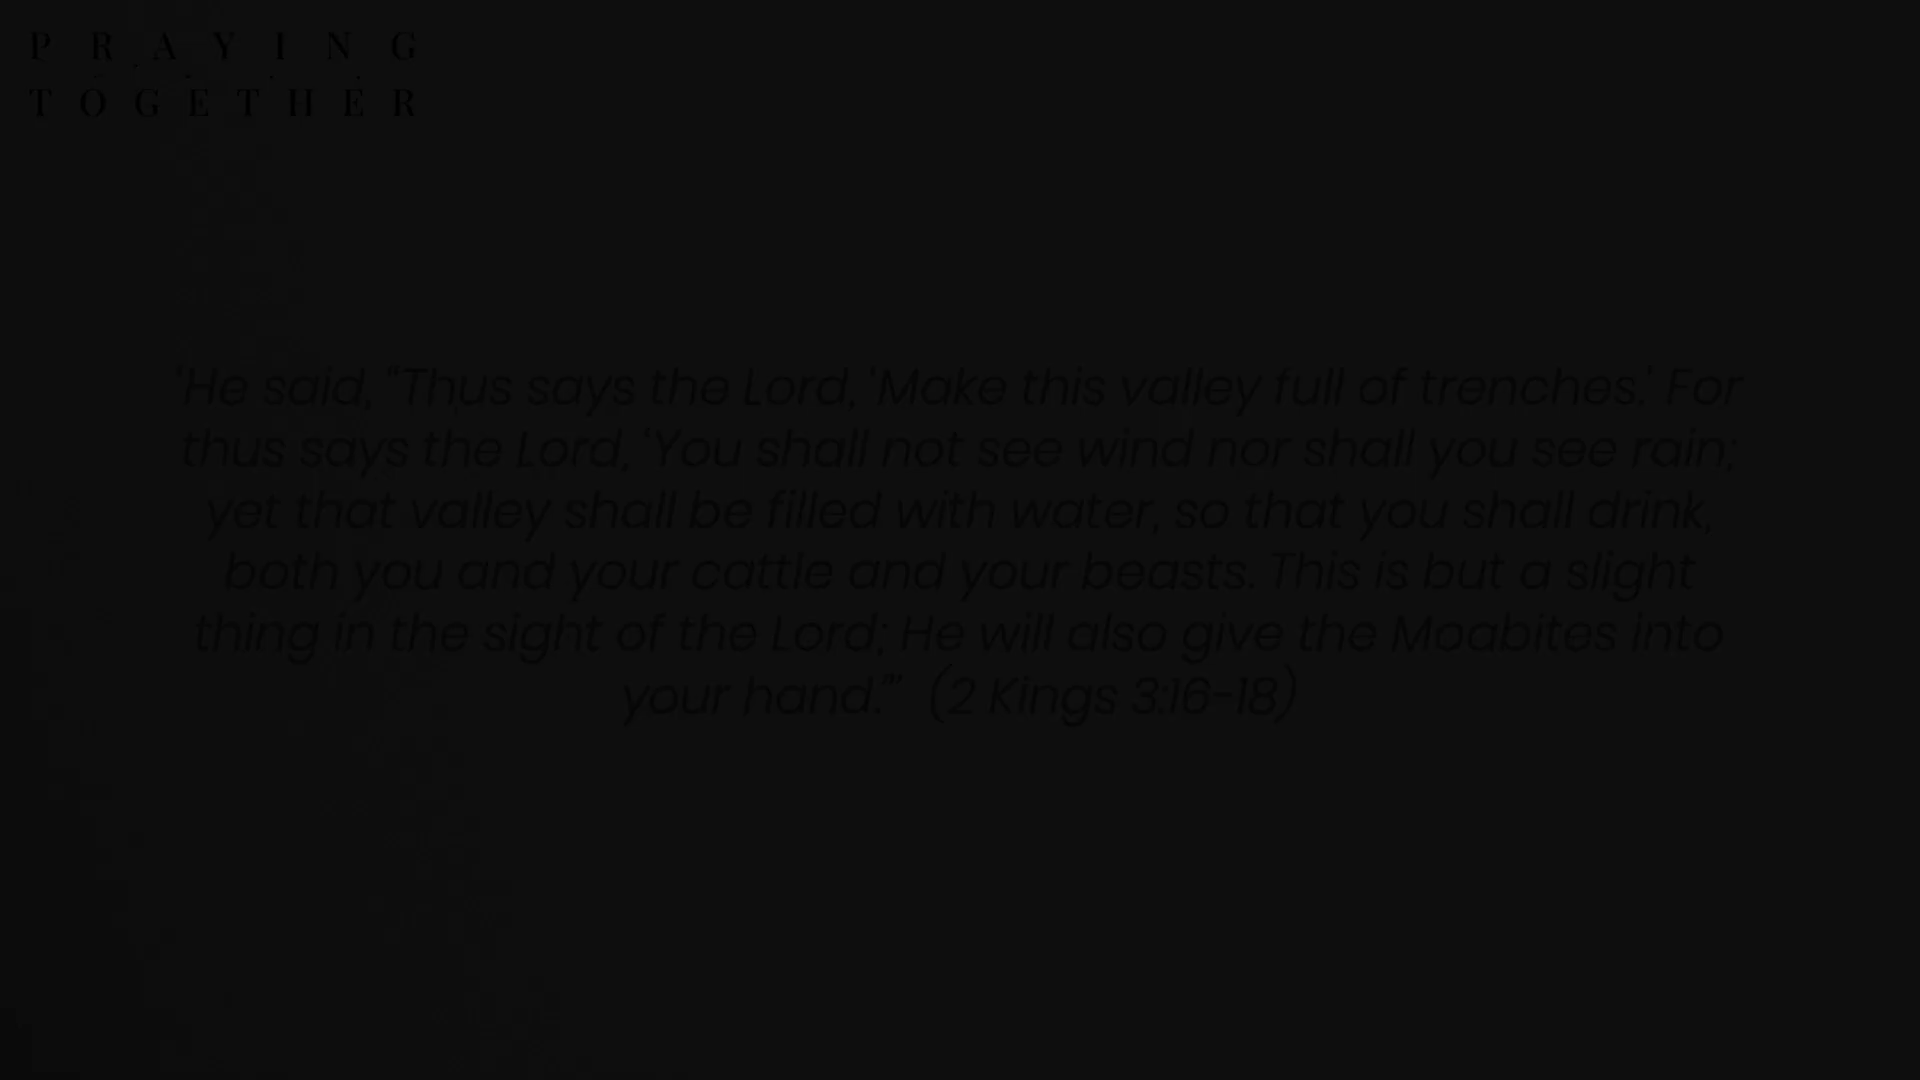 PRAYING
TOGETHER
'He said, "Thus says the Lord, 'Make this valley full of trenches.' For
thus says the Lord, 'You shall not see wind nor shall you see rain;
yet that valley shall be filled with water, so that you shall drink,
both you and your cattle and your beasts. This is but a slight
thing in the sight of the Lord; He will also give the Moabites into
your hand."' (2 Kings 3:16-18)